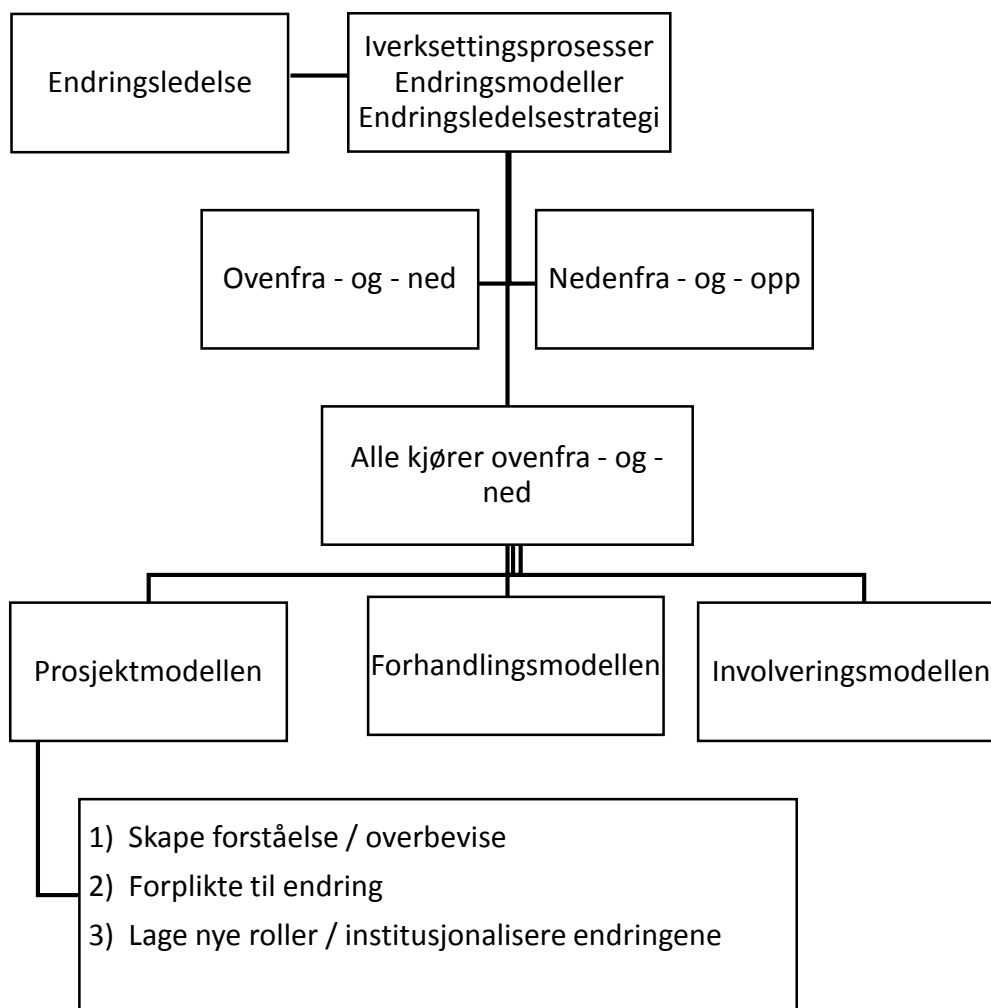 Endringsledelse
Iverksettingsprosesser
Endringsmodeller
Endringsledelsestrategi
Ovenfra - og - ned
Nedenfra - og - opp
Alle kjører ovenfra - og -
ned
Prosjektmodellen
Forhandlingsmodellen
Involveringsmodellen
1) Skape forståelse / overbevise
2) Forplikte til endring
3) Lage nye roller / institusjonalisere endringene